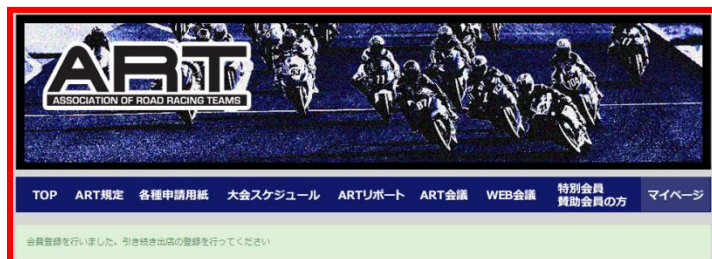 ART
ASSOCIATION OF ROAD RACING TEAMS
TOP ART規定 各種申請用紙 大会スケジュール ARTリポート ART会議 WEB会議 特別会員 マイページ
賛助会員の方
会員登録を行いました。引き続き出店の登録を行ってください